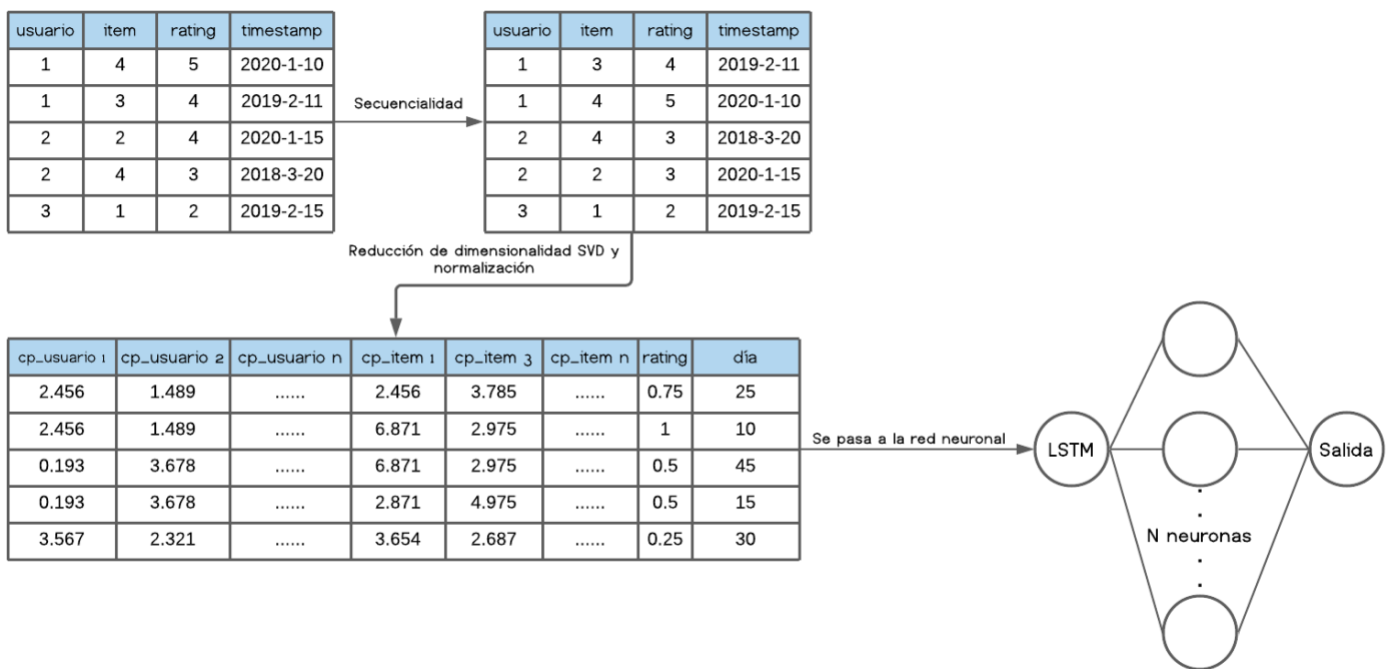 usuario item rating timestamp
1 4 5 2020-1-10
1 3 4 2019-2-11
2 2 4 2020-1-15
2 4 3 2018-3-20
3 1 2 2019-2-15
Secuencialidad
usuario item rating timestamp
1 3 4 2019-2-11
1 4 5 2020-1-10
2 4 3 2018-3-20
2 2 3 2020-1-15
3 1 2 2019-2-15
Reducción de dimensionalidad SVD y
normalización
cp_usuario 1 cp_usuario 2 cp_usuario n cp_item 1 cp_item 3 cp_item n rating día
2.456 1.489 ...... 2.456 3.785 ...... 0.75 25
2.456 1.489 ...... 6.871 2.975 ...... 1 10
0.193 3.678 ...... 6.871 2.975 ...... 0.5 45
0.193 3.678 ...... 2.871 4.975 ...... 0.5 15
3.567 2.321 ...... 3.654 2.687 ...... 0.25 30
Se pasa a la red neuronal
LSTM
N neuronas
Salida